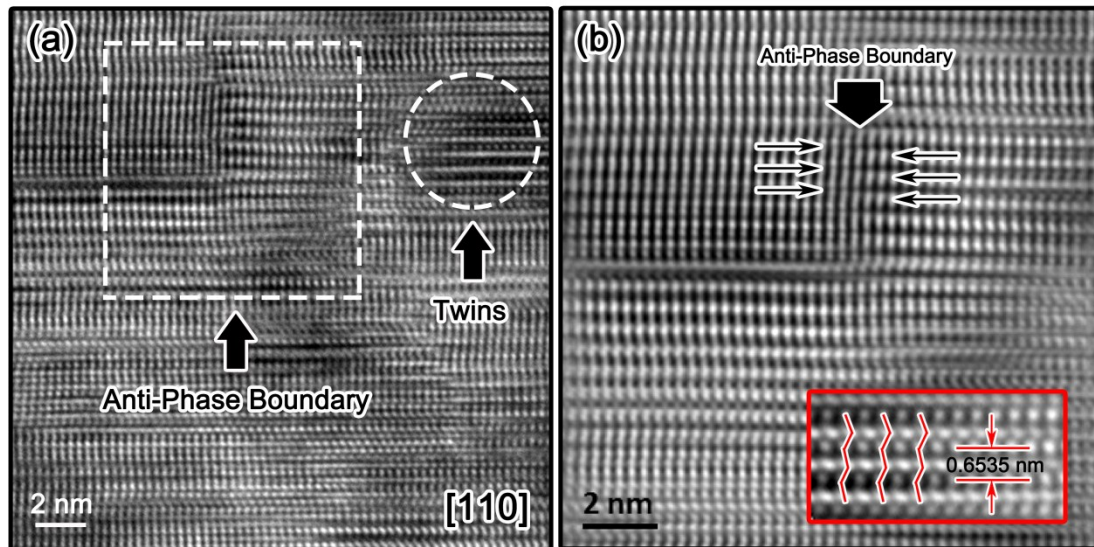 (a)
Twins
Anti-Phase Boundary
2 nm
[110]
(b)
Anti-Phase Boundary
0.6535 nm
2 nm